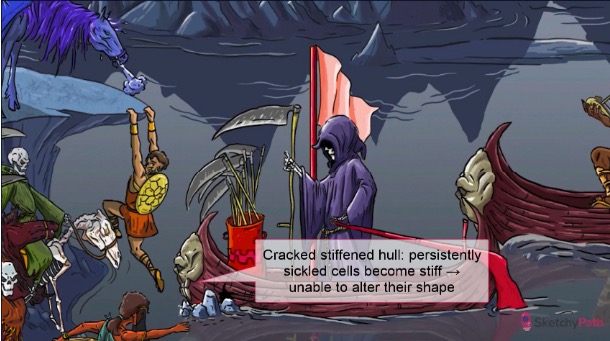 Cracked stiffened hull: persistently
sickled cells become stiff →
unable to alter their shape
SketchyPath